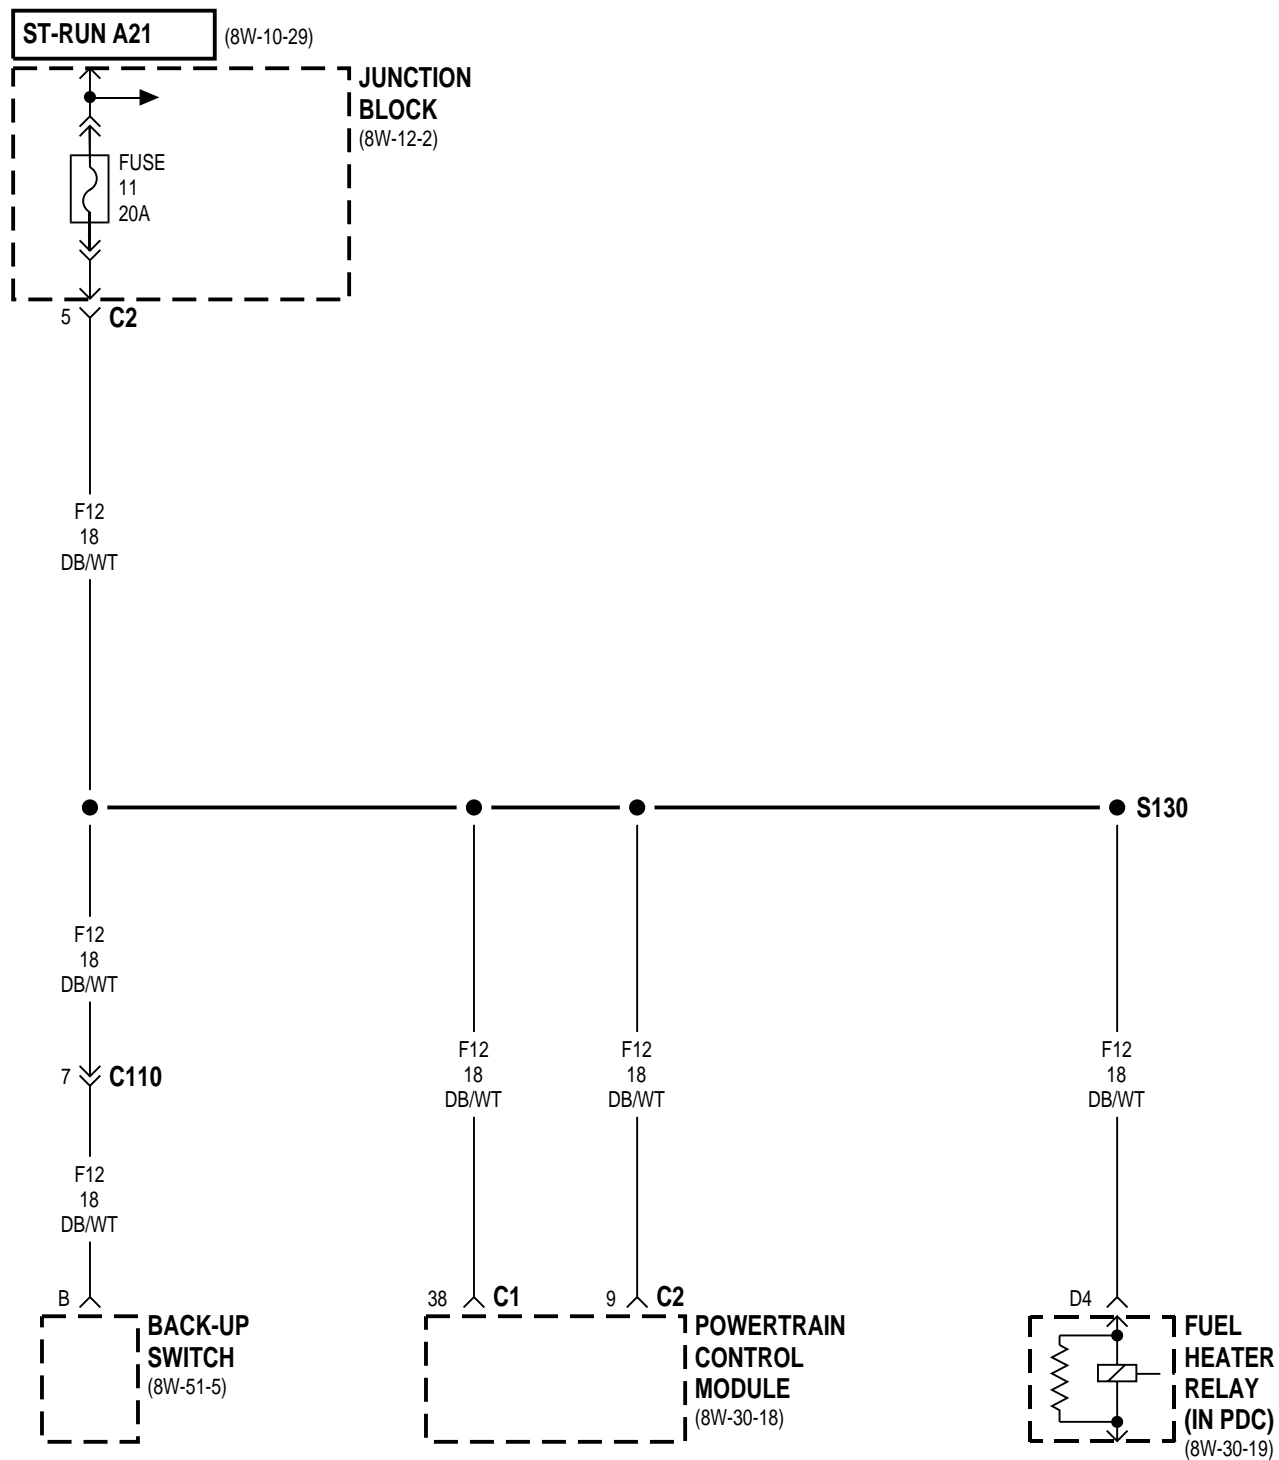 ST-RUN A21 (8W-10-29)
JUNCTION
BLOCK
(8W-12-2)
FUSE
11
20A
5 C2
F12
18
DB/WT
S130
F12
18
DB/WT
7 C110
F12
18
DB/WT
F12
18
DB/WT
F12
18
DB/WT
F12
18
DB/WT
B
BACK-UP
SWITCH
(8W-51-5)
38 C1
9 C2
POWERTRAIN
CONTROL
MODULE
(8W-30-18)
D4
FUEL
HEATER
RELAY
(IN PDC)
(8W-30-19)